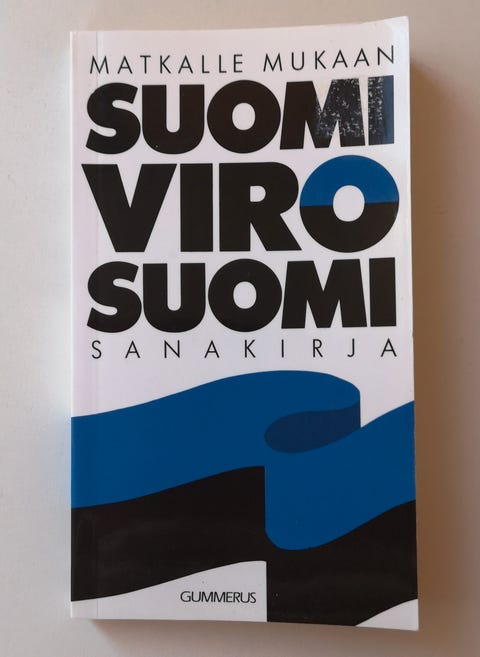 MATKALLE MUKAAN
SUOMI
VIRO
SUOMI
SANAKIRJA
GUMMERUS